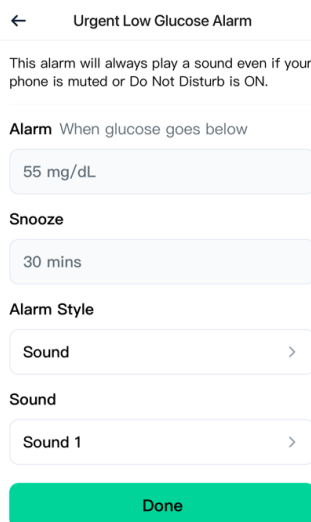 Urgent Low Glucose Alarm
This alarm will always play a sound even if your
phone is muted or Do Not Disturb is ON.
Alarm When glucose goes below
55 mg/dL
Snooze
30 mins
Alarm Style
Sound
Sound
Sound 1
Done